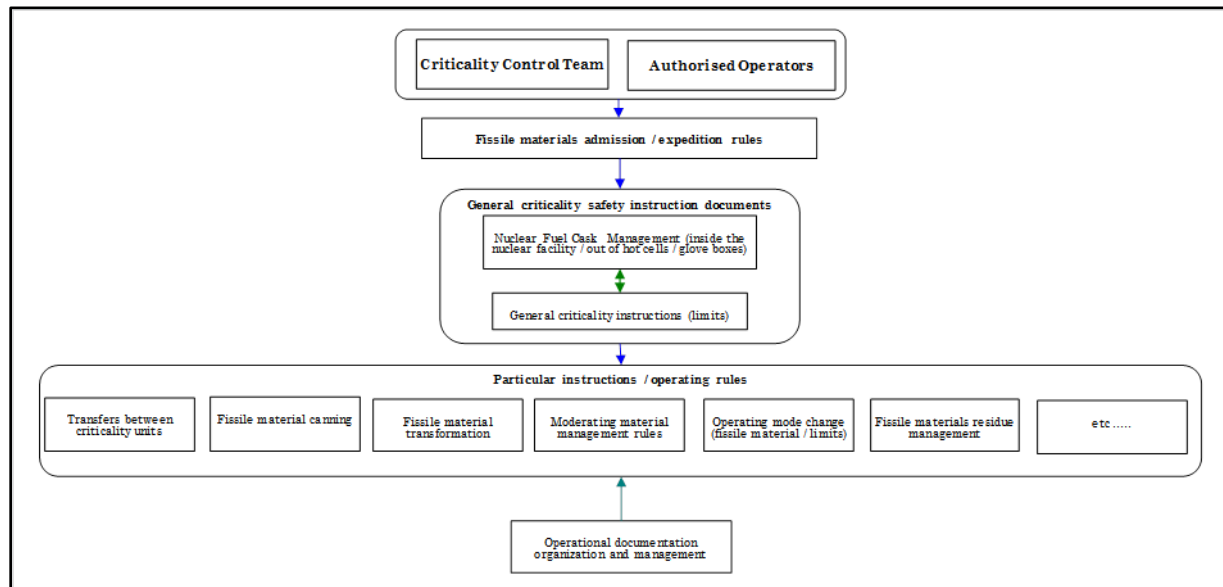 Criticality Control Team
Authorised Operators
Fissile materials admission / expedition rules
General criticality safety instruction documents
Nuclear Fuel Cask Management (inside the
nuclear facility / out of hot cells / glove boxes)
General criticality instructions (limits)
Particular instructions / operating rules
Transfers between
criticality units
Fissile material canning
Fissile material
transformation
Moderating material
management rules
Operating mode change
(fissile material / limits)
Fissile materials residue
management
etc .....
Operational documentation
organization and management